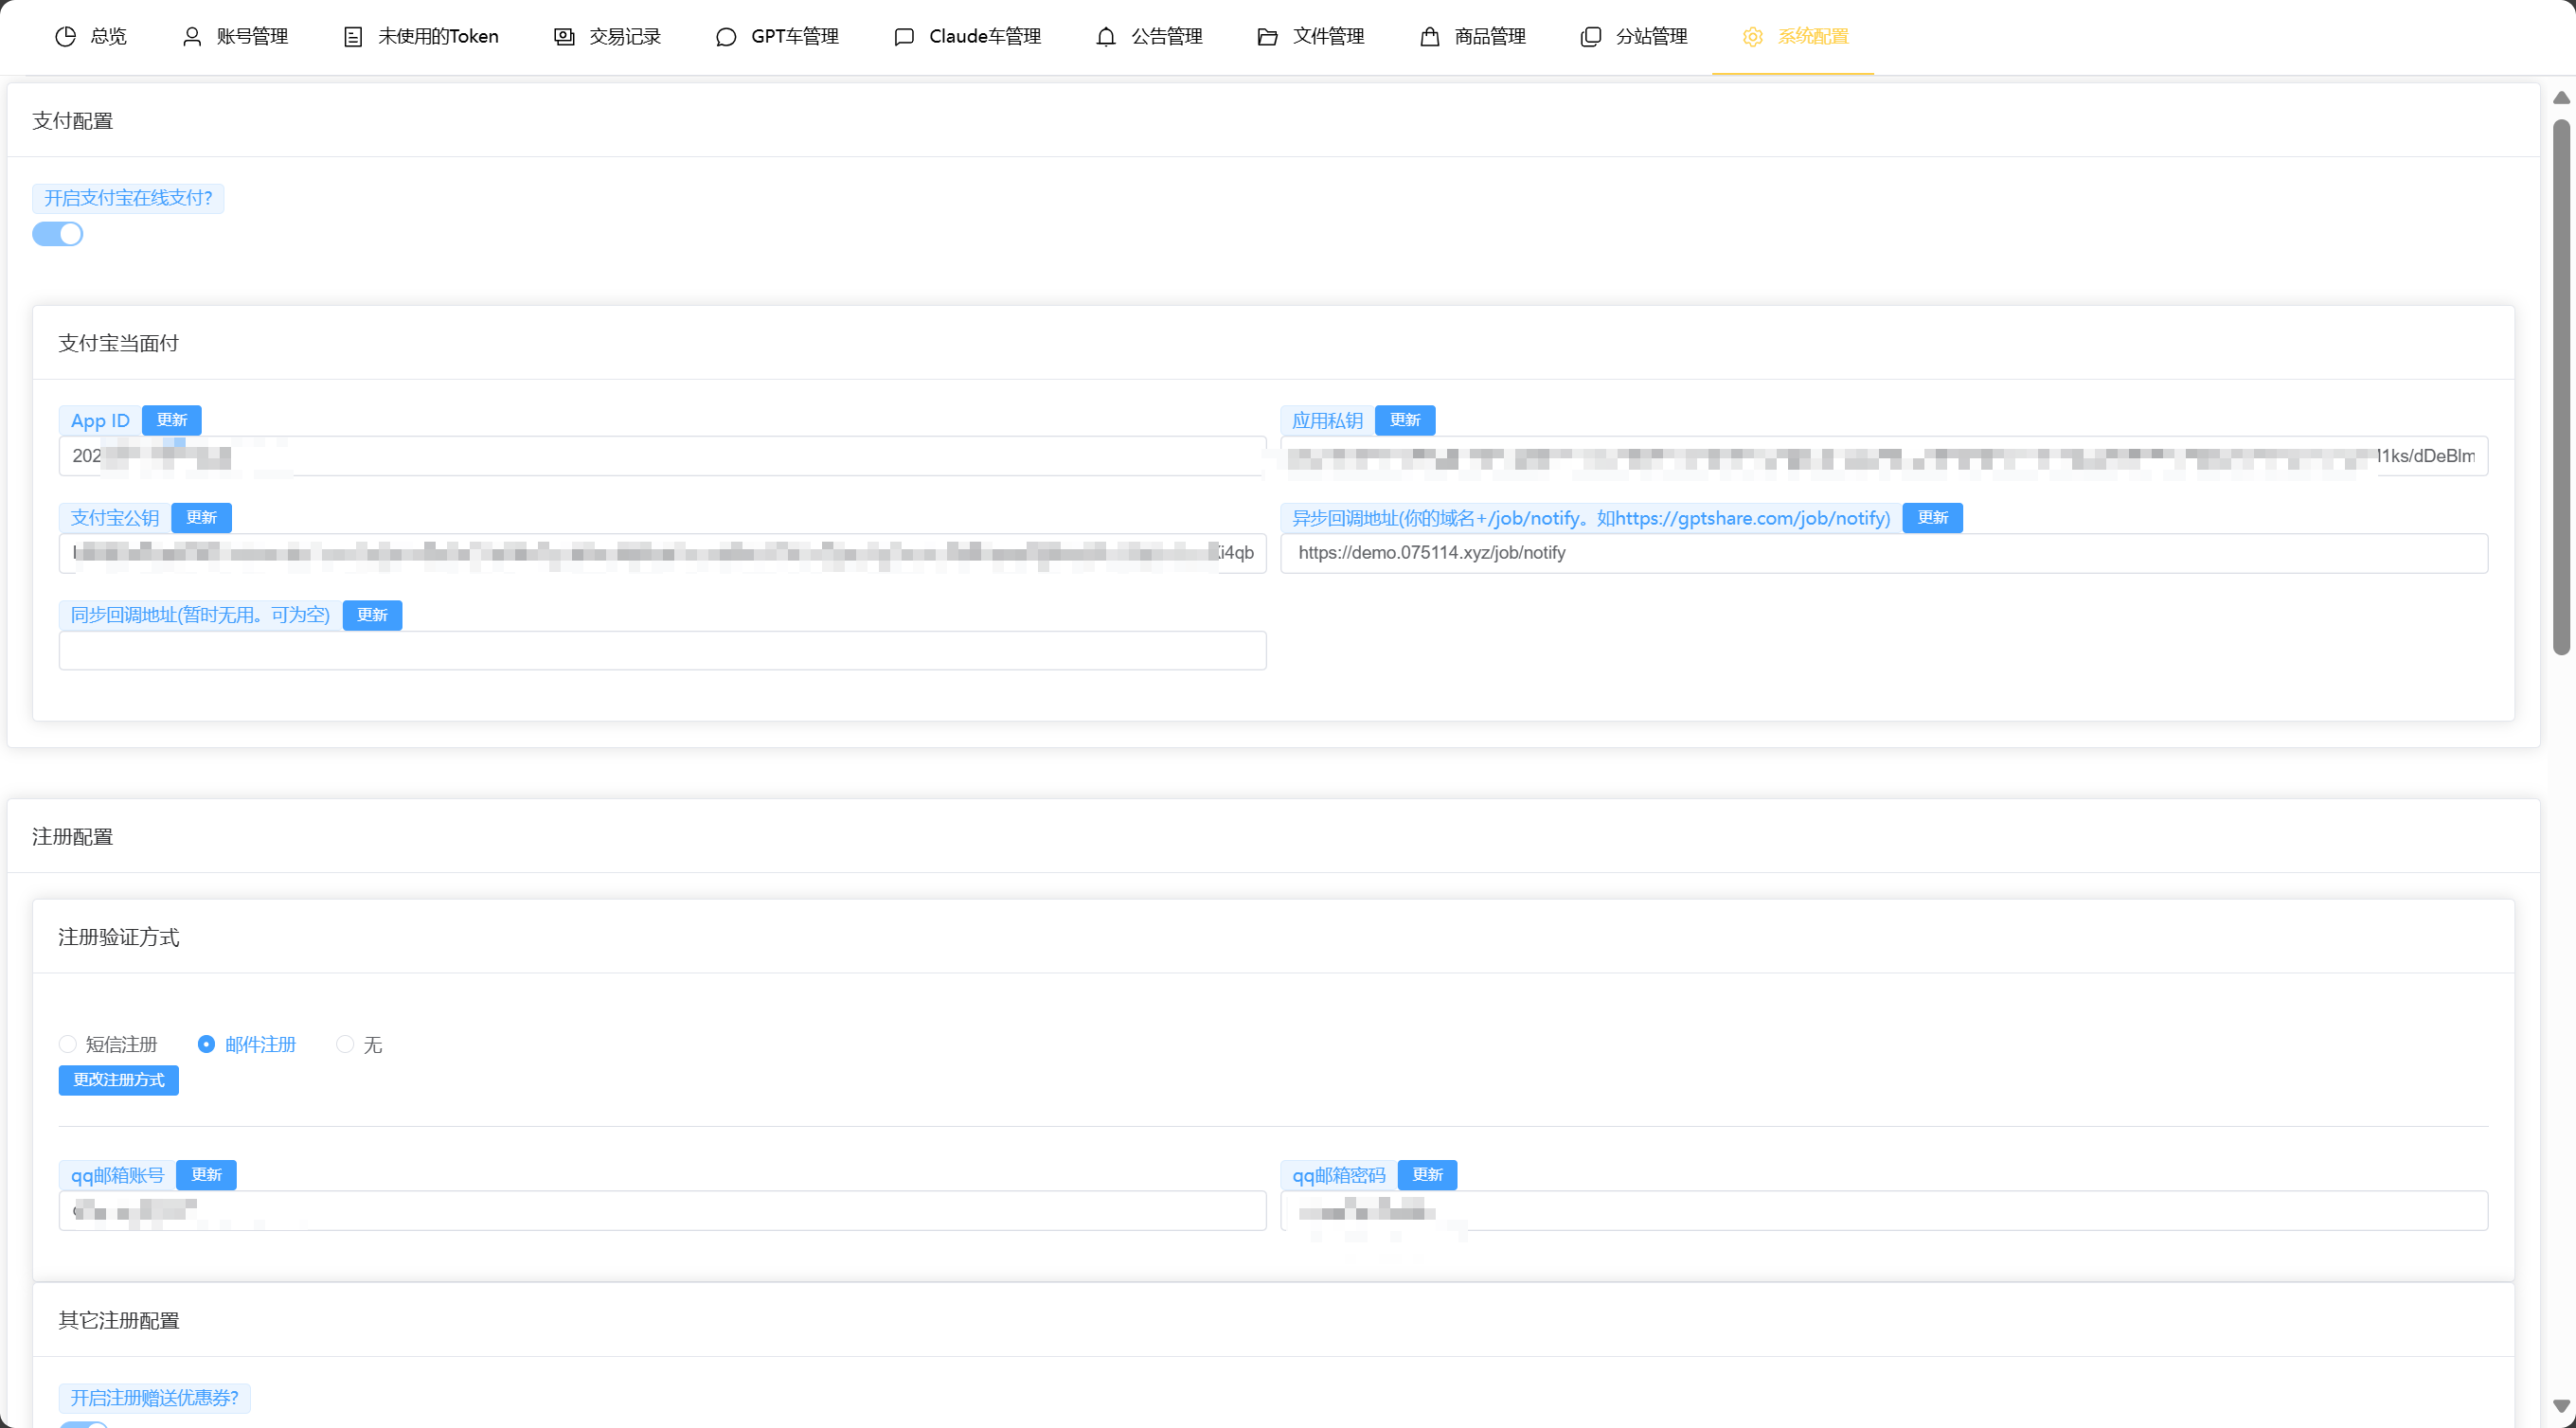 总览 账号管理 未使用的Token 交易记录 GPT车管理 Claude车管理 公告管理 文件管理 商品管理 分站管理 系统配置
支付配置
开启支付宝在线支付?
支付宝当面付
App ID 更新
应用私钥 更新
202
1ks/dDeBlm
支付宝公钥 更新
异步回调地址(你的域名+/job/notify。如https://gptshare.com/job/notify) 更新
i4qb
https://demo.075114.xyz/job/notify
同步回调地址(暂时无用。可为空) 更新
注册配置
注册验证方式
短信注册 邮件注册 无
更改注册方式
qq邮箱账号 更新
qq邮箱密码 更新
其它注册配置
开启注册赠送优惠券?